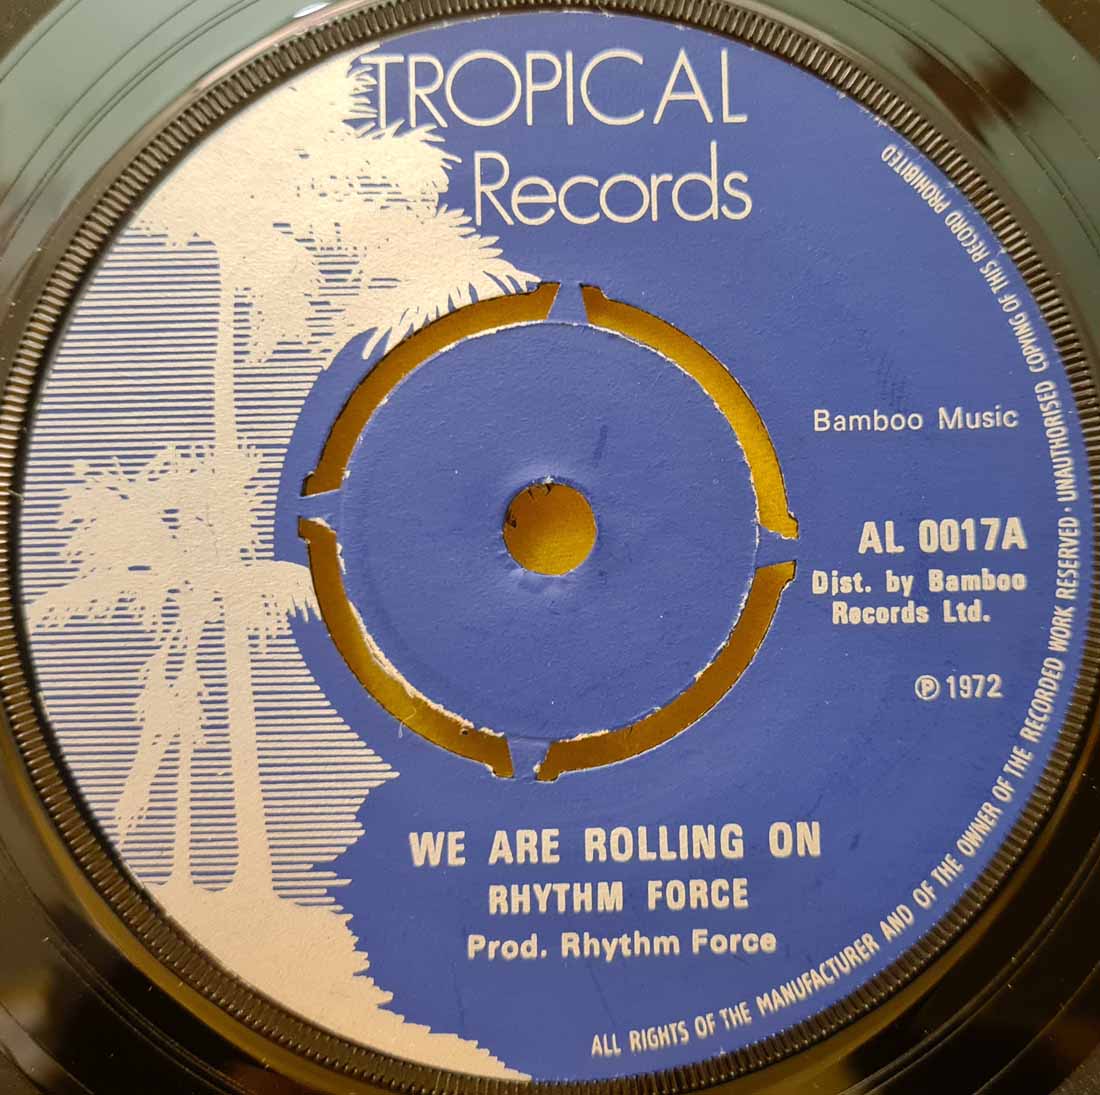 TROPICAL
Records
Bamboo Music
AL 0017A
Dist. by Bamboo
Records Ltd.
℗ 1972
WE ARE ROLLING ON
RHYTHM FORCE
Prod. Rhythm Force
ALL RIGHTS OF THE MANUFACTURER AND OF THE OWNER OF THE RECORDED WORK RESERVED · UNAUTHORISED COPYING OF THIS RECORD PROHIBITED